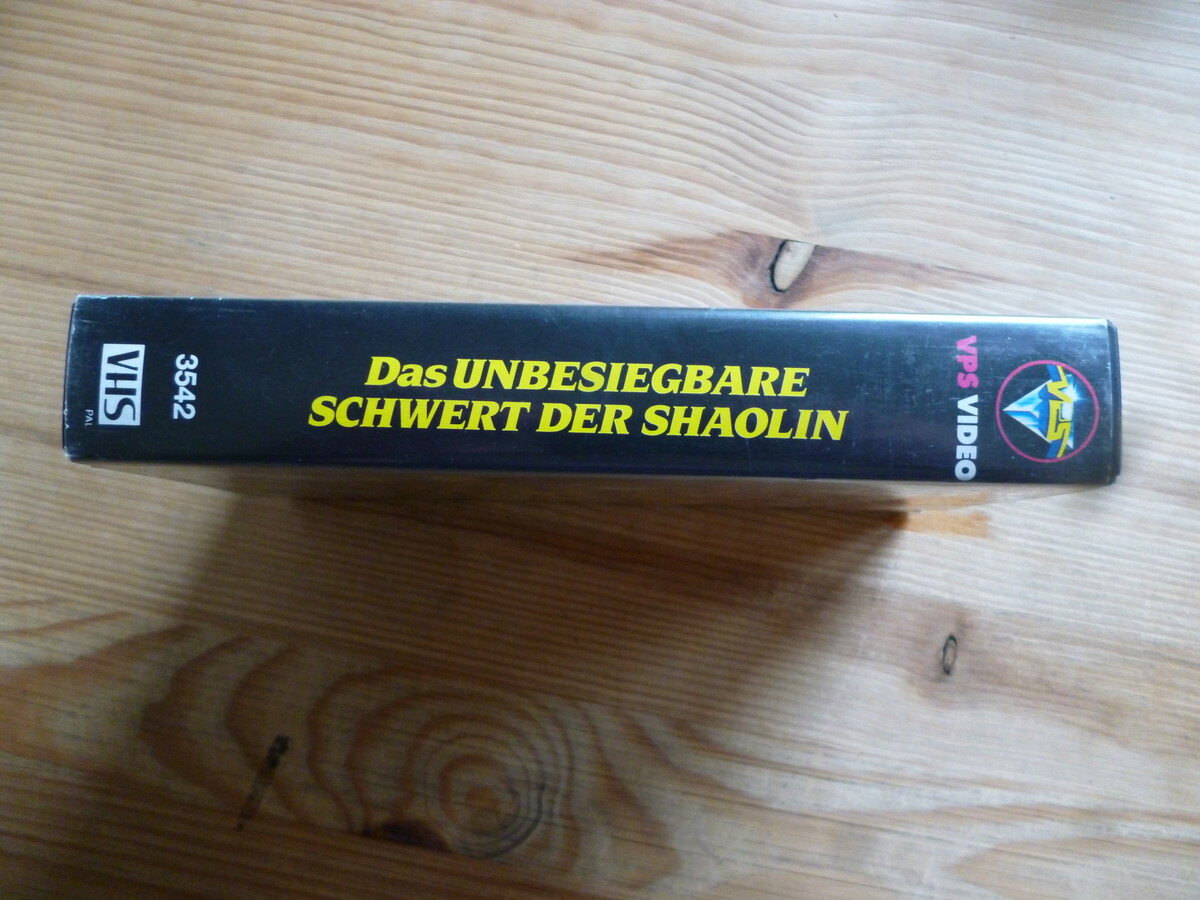 VHS
PAL
3542
Das UNBESIEGBARE
SCHWERT DER SHAOLIN
VPS VIDEO
VPS